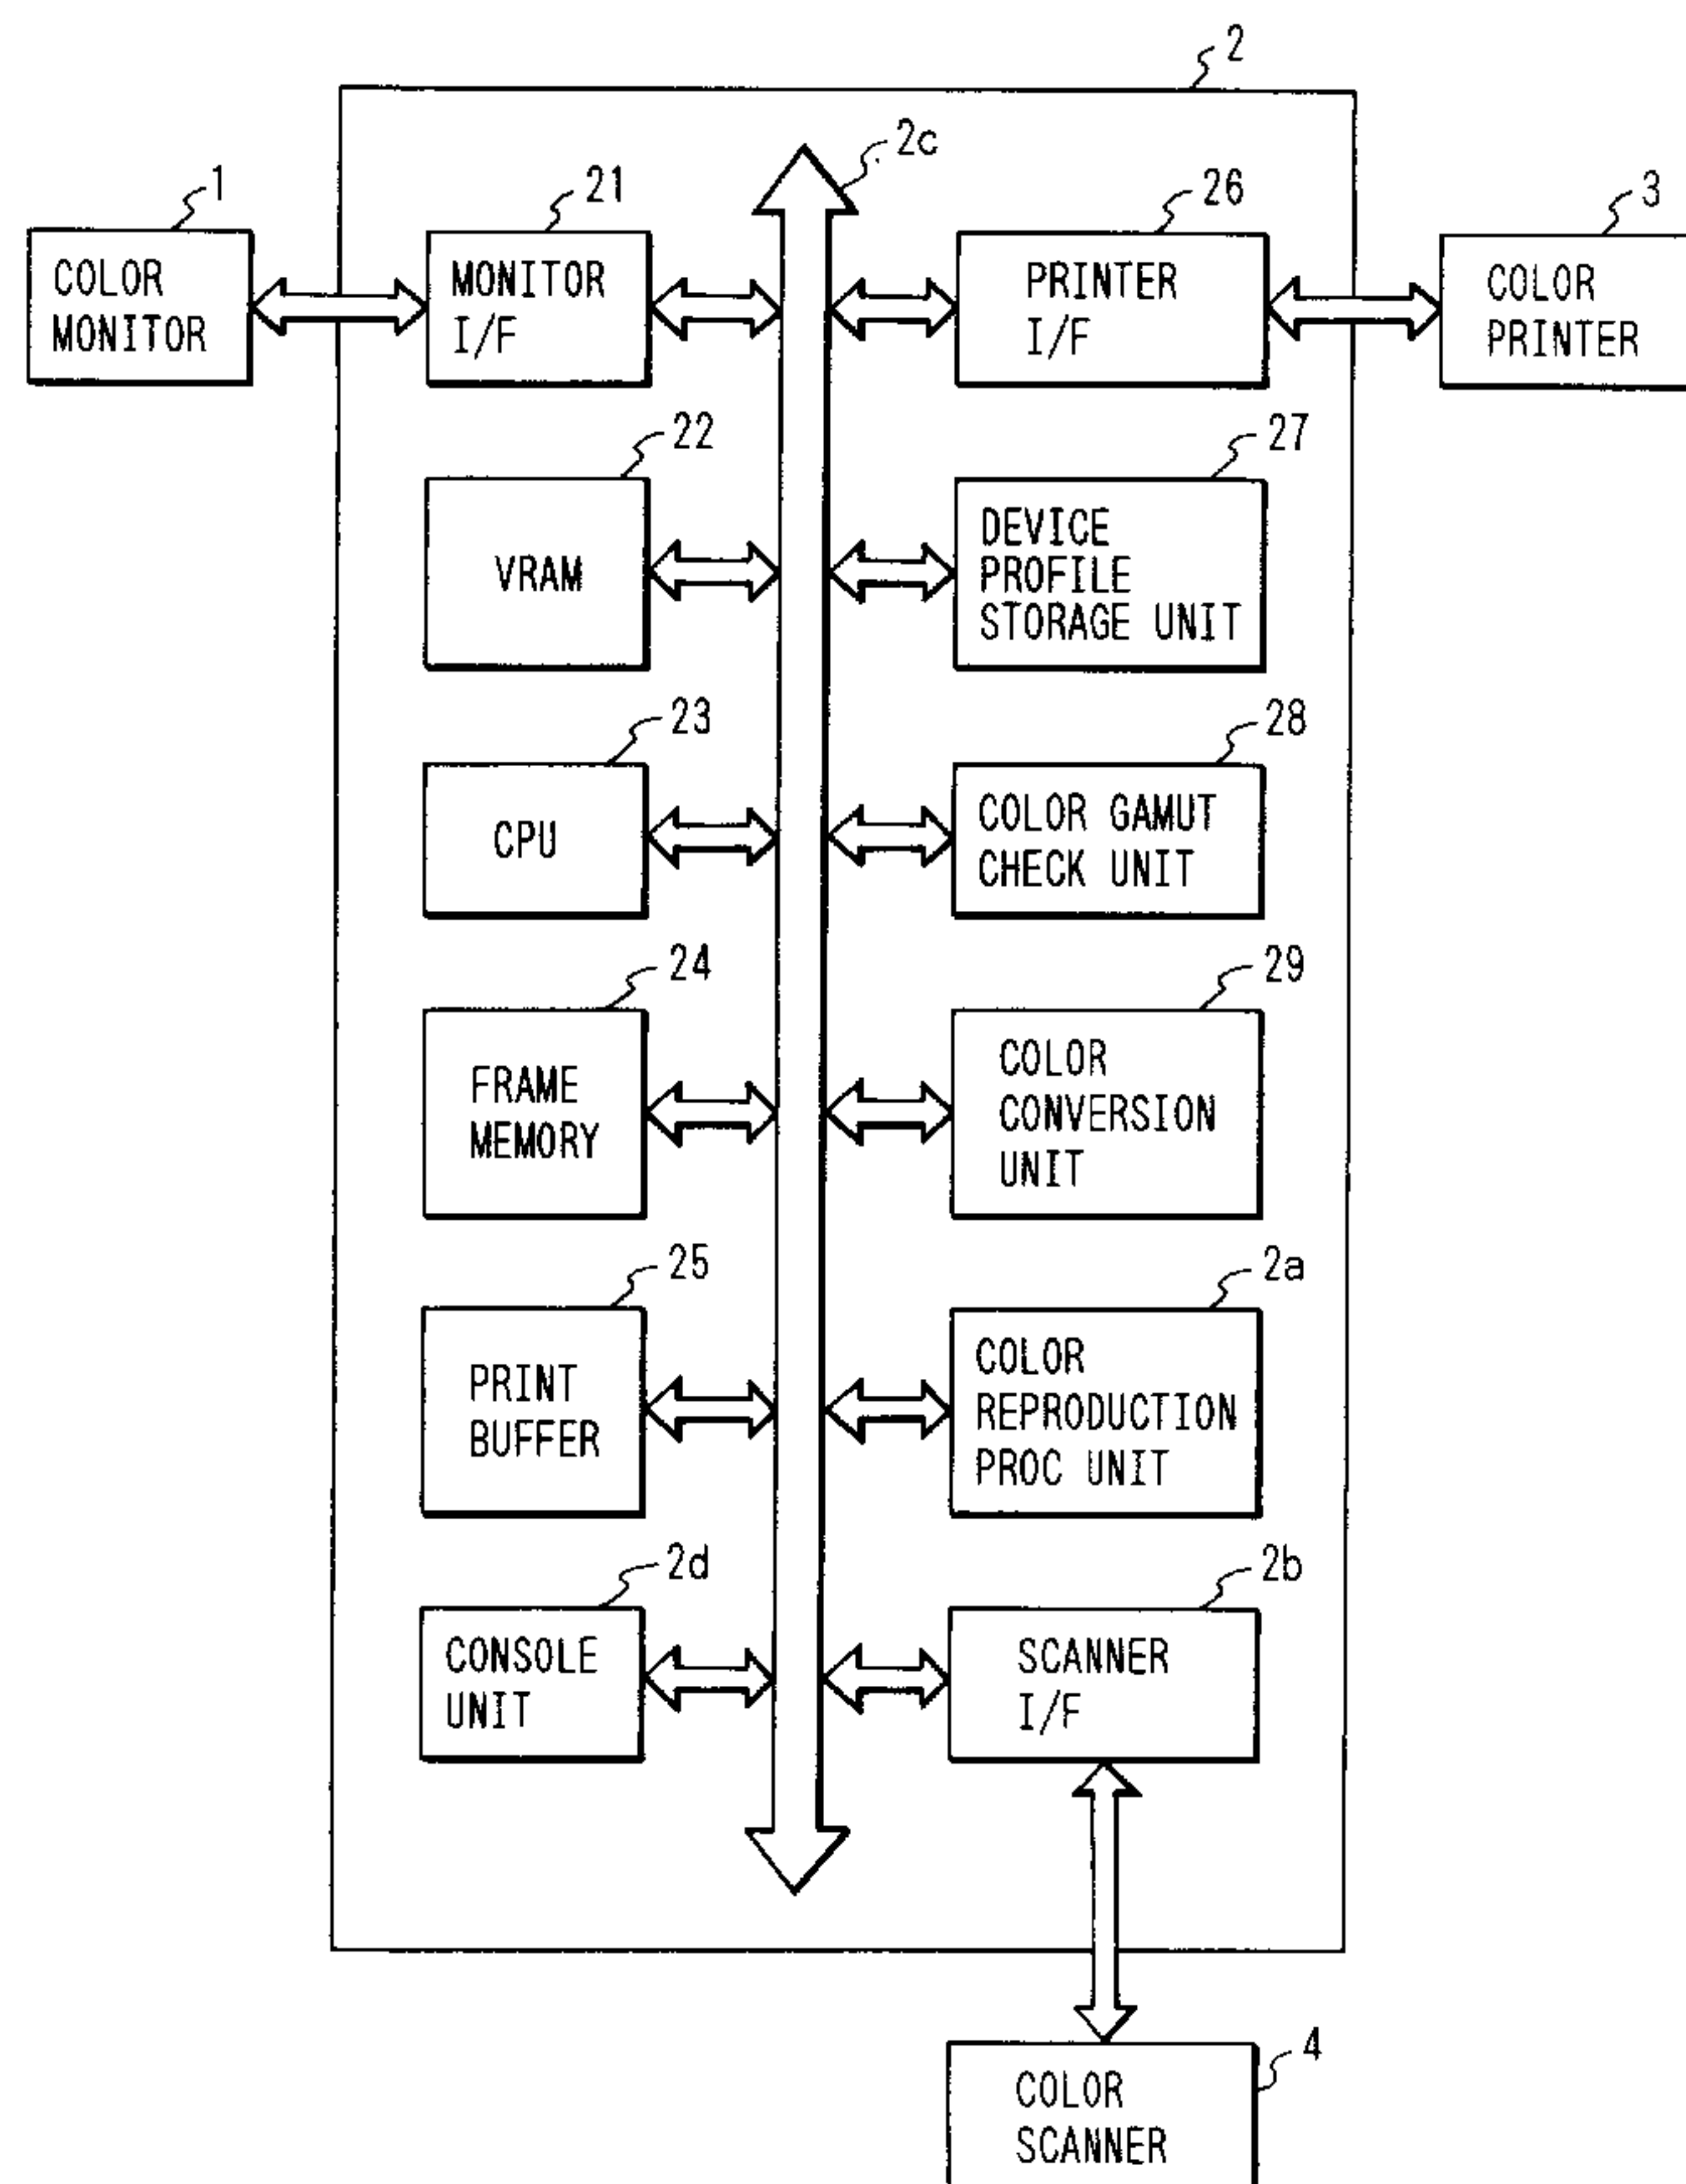 2
2c
1
21
26
3
COLOR
MONITOR
MONITOR
I/F
PRINTER
I/F
COLOR
PRINTER
22
27
VRAM
DEVICE
PROFILE
STORAGE UNIT
23
28
CPU
COLOR GAMUT
CHECK UNIT
24
29
FRAME
MEMORY
COLOR
CONVERSION
UNIT
25
2a
PRINT
BUFFER
COLOR
REPRODUCTION
PROC UNIT
2d
2b
CONSOLE
UNIT
SCANNER
I/F
4
COLOR
SCANNER